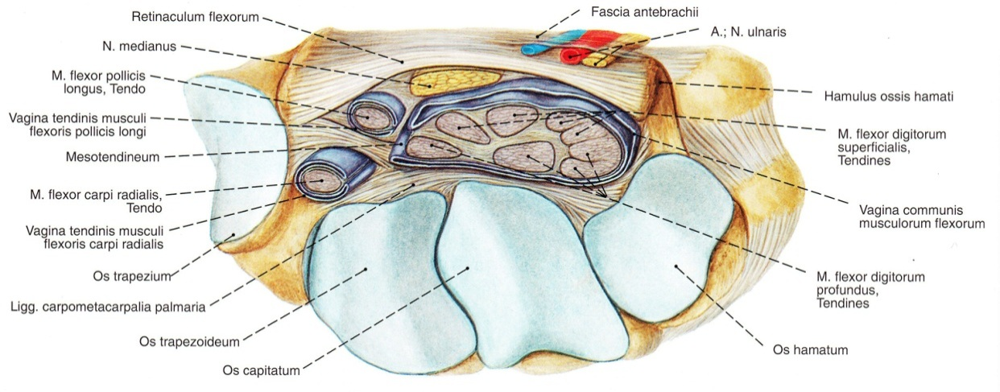 Retinaculum flexorum
N. medianus
M. flexor pollicis
longus, Tendo
Vagina tendinis musculi
flexoris pollicis longi
Mesotendineum
M. flexor carpi radialis,
Tendo
Vagina tendinis musculi
flexoris carpi radialis
Os trapezium
Ligg. carpometacarpalia palmaria
Os trapezoideum
Os capitatum
Fascia antebrachii
A.; N. ulnaris
Hamulus ossis hamati
M. flexor digitorum
superficialis,
Tendines
Vagina communis
musculorum flexorum
M. flexor digitorum
profundus,
Tendines
Os hamatum